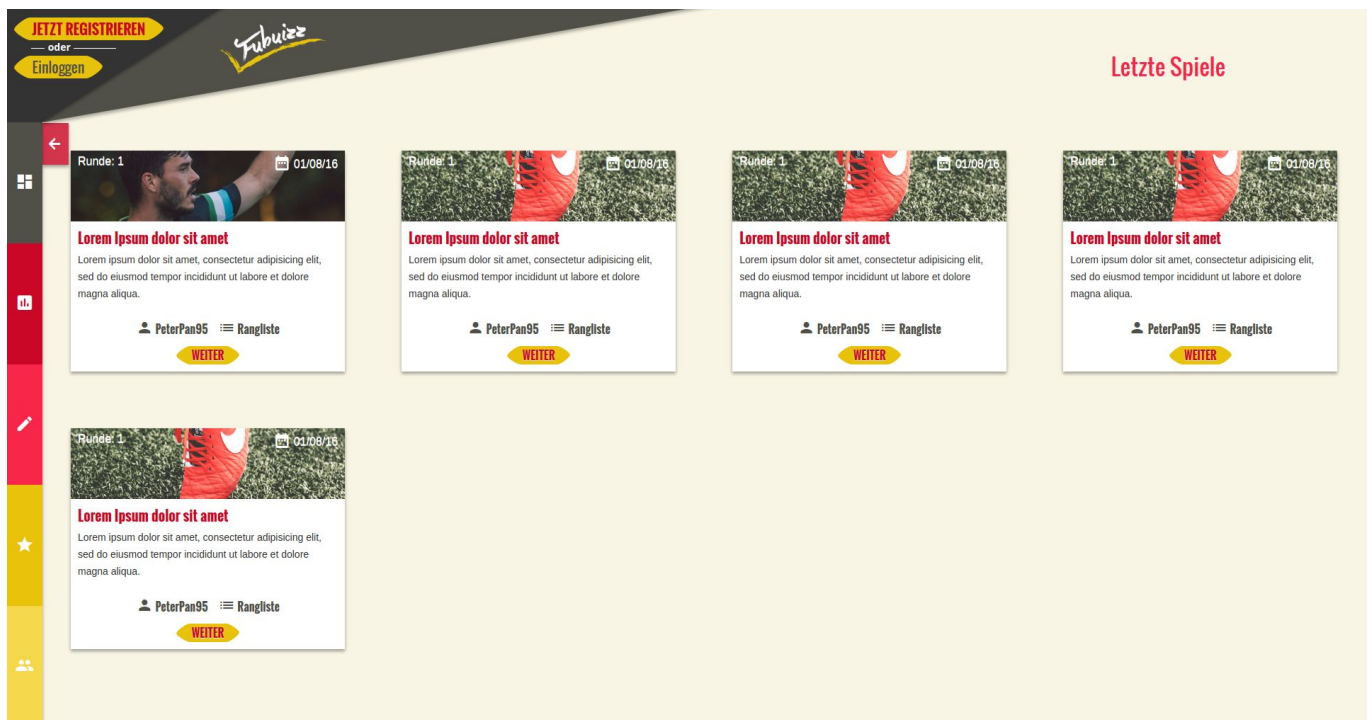 JETZT REGISTRIEREN
oder
Einloggen
Fubuizz
Letzte Spiele
Runde: 1 01/08/16
Lorem Ipsum dolor sit amet
Lorem ipsum dolor sit amet, consectetur adipisicing elit,
sed do eiusmod tempor incididunt ut labore et dolore
magna aliqua.
PeterPan95 Rangliste
WEITER
Runde: 1 01/08/16
Lorem Ipsum dolor sit amet
Lorem ipsum dolor sit amet, consectetur adipisicing elit,
sed do eiusmod tempor incididunt ut labore et dolore
magna aliqua.
PeterPan95 Rangliste
WEITER
Runde: 1 01/08/16
Lorem Ipsum dolor sit amet
Lorem ipsum dolor sit amet, consectetur adipisicing elit,
sed do eiusmod tempor incididunt ut labore et dolore
magna aliqua.
PeterPan95 Rangliste
WEITER
Runde: 1 01/08/16
Lorem Ipsum dolor sit amet
Lorem ipsum dolor sit amet, consectetur adipisicing elit,
sed do eiusmod tempor incididunt ut labore et dolore
magna aliqua.
PeterPan95 Rangliste
WEITER
Runde: 1 01/08/16
Lorem Ipsum dolor sit amet
Lorem ipsum dolor sit amet, consectetur adipisicing elit,
sed do eiusmod tempor incididunt ut labore et dolore
magna aliqua.
PeterPan95 Rangliste
WEITER